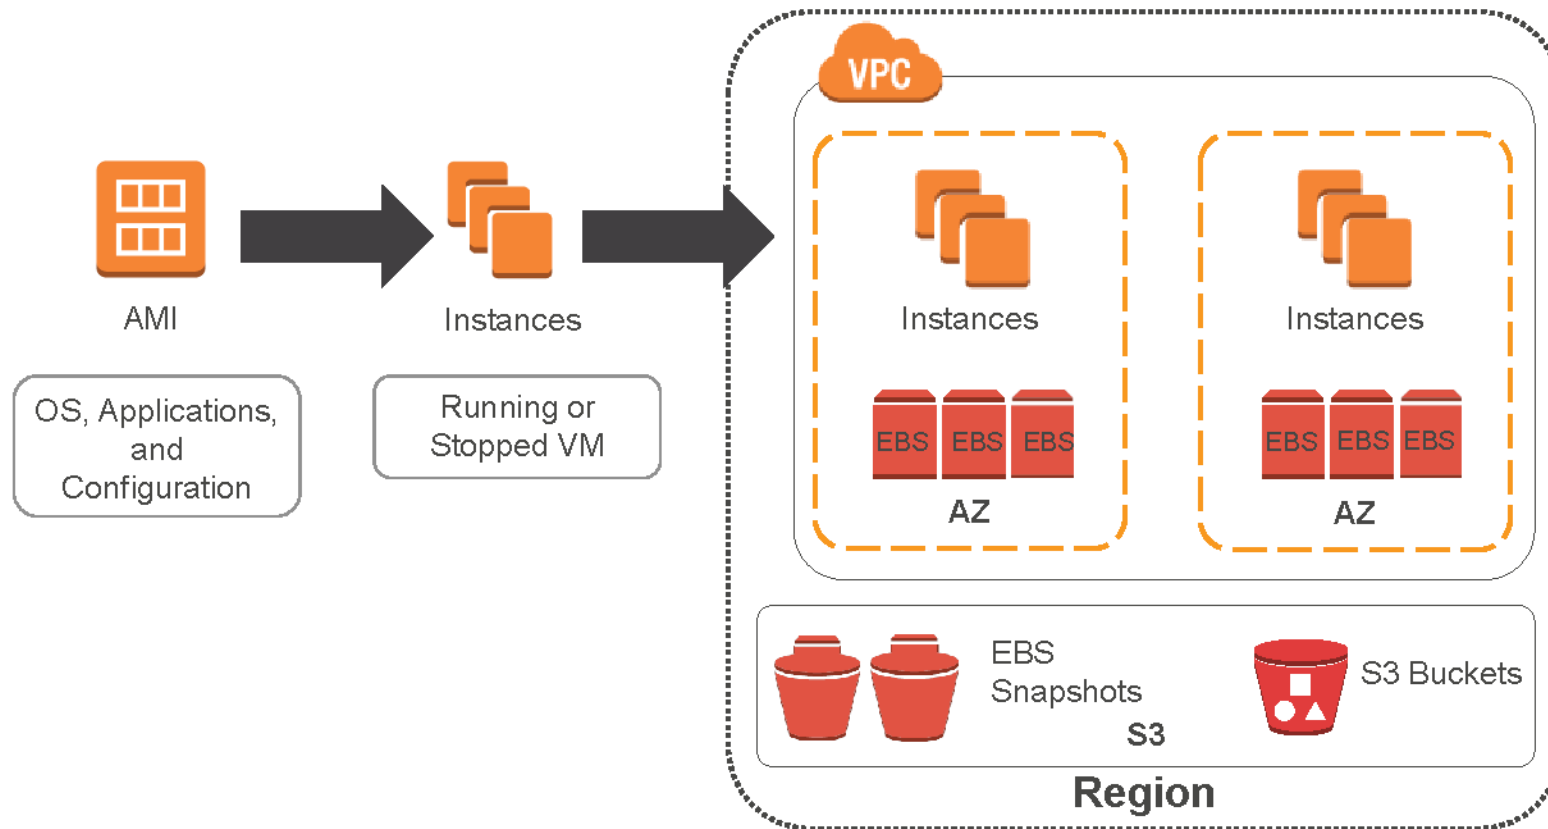 VPC
AMI
OS, Applications,
and
Configuration
Instances
Running or
Stopped VM
Instances
EBS EBS EBS
AZ
Instances
EBS EBS EBS
AZ
EBS
Snapshots
S3
S3 Buckets
Region